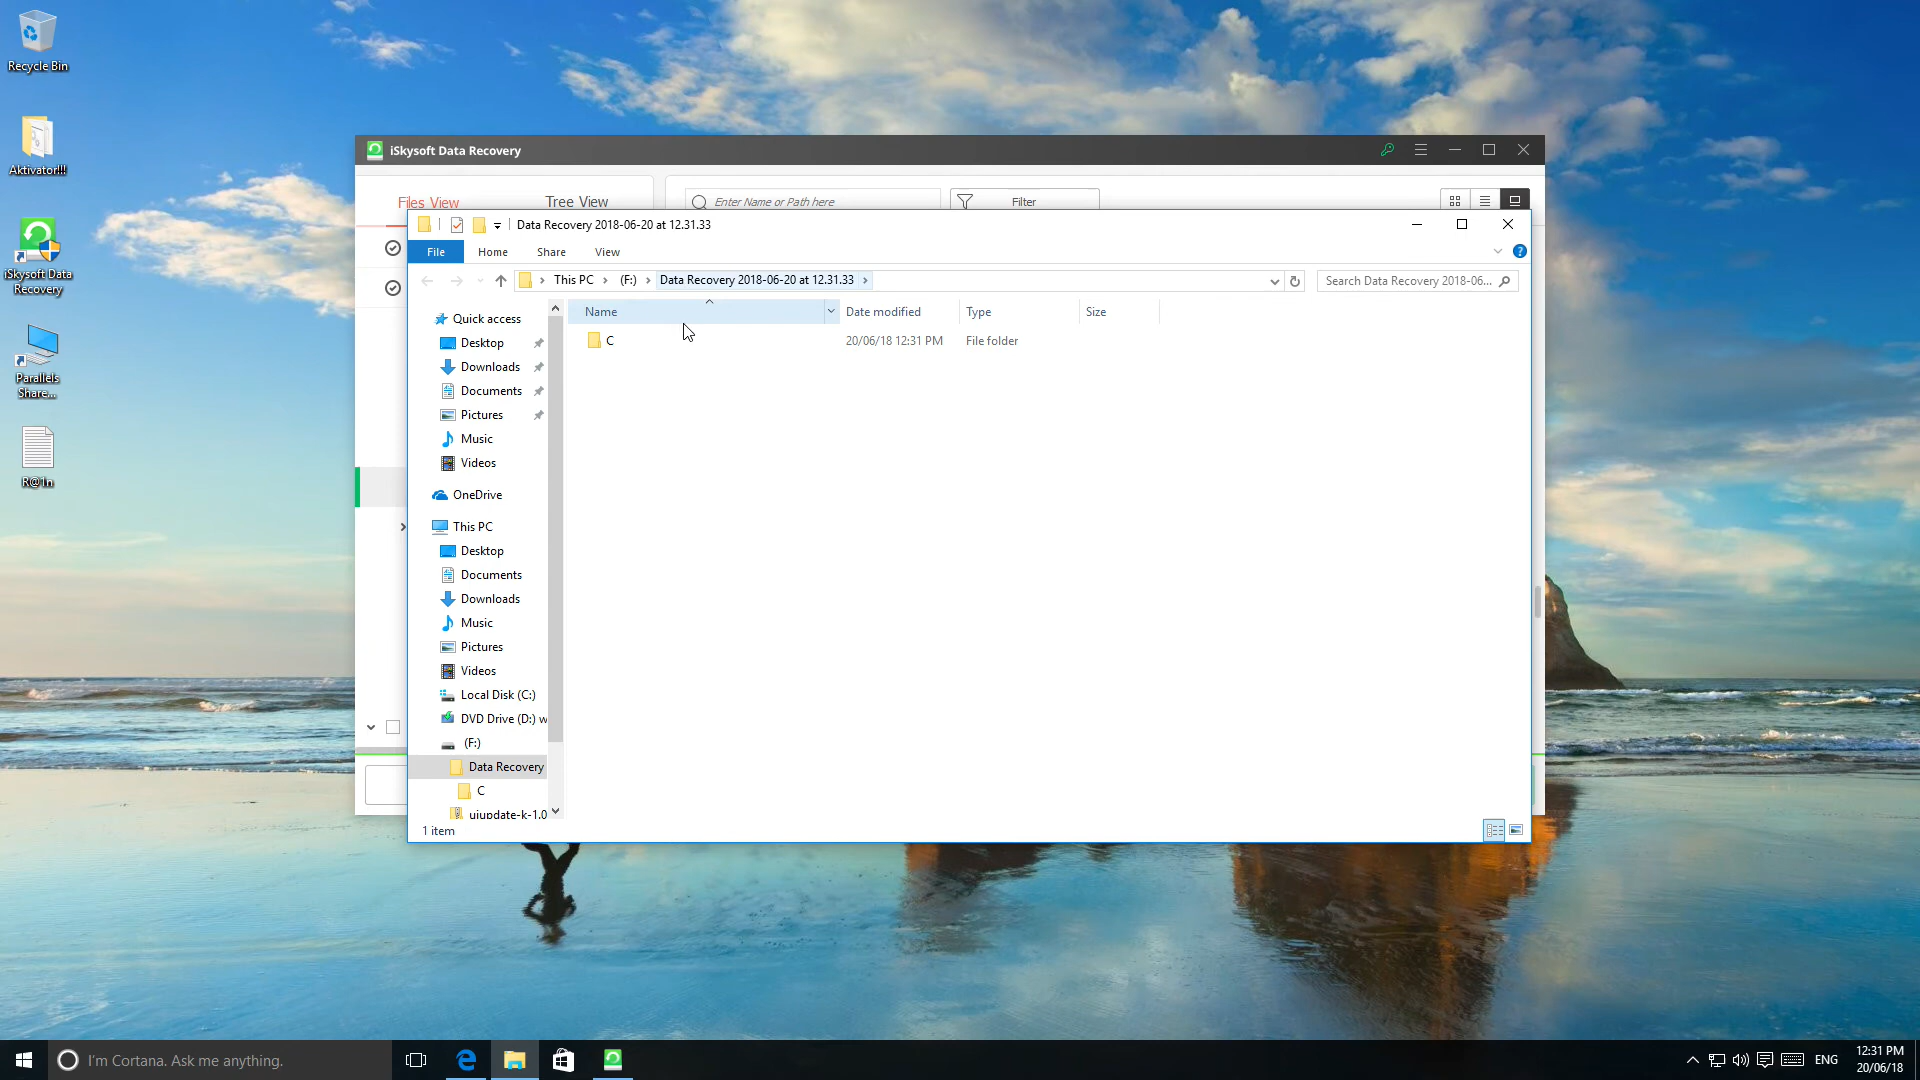 Recycle Bin
Aktivator!!!
iSkysoft Data
Recovery
Parallels
Share...
R@1n
iSkysoft Data Recovery
Files View
Tree View
Enter Name or Path here
Filter
Data Recovery 2018-06-20 at 12.31.33
File
Home
Share
View
This PC
(F:)
Data Recovery 2018-06-20 at 12.31.33
Search Data Recovery 2018-06...
Name
Date modified
Type
Size
C
20/06/18 12:31 PM
File folder
Quick access
Desktop
Downloads
Documents
Pictures
Music
Videos
OneDrive
This PC
Desktop
Documents
Downloads
Music
Pictures
Videos
Local Disk (C:)
DVD Drive (D:) w
(F:)
Data Recovery
C
uiupdate-k-1.0
1 item
I'm Cortana. Ask me anything.
ENG
12:31 PM
20/06/18